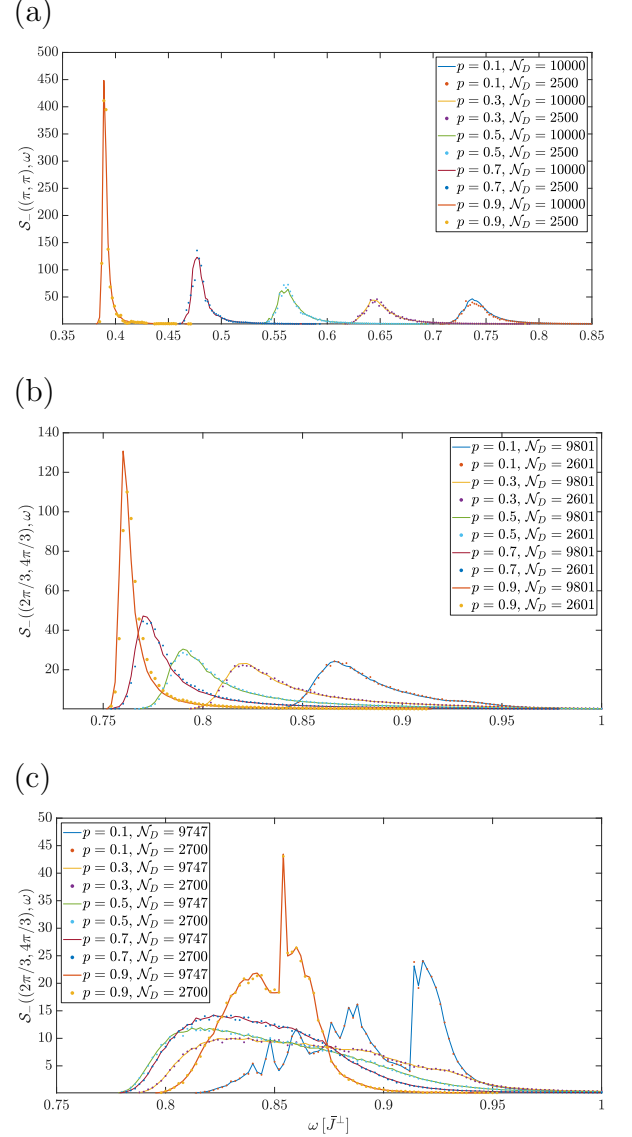 (a)
500
450
400
350
300
250
200
150
100
50
0.35 0.4 0.45 0.5 0.55 0.6 0.65 0.7 0.75 0.8 0.85
𝒮₋((π, π), ω)
p = 0.1, 𝒩_D = 10000
p = 0.1, 𝒩_D = 2500
p = 0.3, 𝒩_D = 10000
p = 0.3, 𝒩_D = 2500
p = 0.5, 𝒩_D = 10000
p = 0.5, 𝒩_D = 2500
p = 0.7, 𝒩_D = 10000
p = 0.7, 𝒩_D = 2500
p = 0.9, 𝒩_D = 10000
p = 0.9, 𝒩_D = 2500
(b)
140
120
100
80
60
40
20
0.75 0.8 0.85 0.9 0.95 1
𝒮₋((2π/3, 4π/3), ω)
p = 0.1, 𝒩_D = 9801
p = 0.1, 𝒩_D = 2601
p = 0.3, 𝒩_D = 9801
p = 0.3, 𝒩_D = 2601
p = 0.5, 𝒩_D = 9801
p = 0.5, 𝒩_D = 2601
p = 0.7, 𝒩_D = 9801
p = 0.7, 𝒩_D = 2601
p = 0.9, 𝒩_D = 9801
p = 0.9, 𝒩_D = 2601
(c)
50
45
40
35
30
25
20
15
10
5
0.75 0.8 0.85 0.9 0.95 1
𝒮₋((2π/3, 4π/3), ω)
p = 0.1, 𝒩_D = 9747
p = 0.1, 𝒩_D = 2700
p = 0.3, 𝒩_D = 9747
p = 0.3, 𝒩_D = 2700
p = 0.5, 𝒩_D = 9747
p = 0.5, 𝒩_D = 2700
p = 0.7, 𝒩_D = 9747
p = 0.7, 𝒩_D = 2700
p = 0.9, 𝒩_D = 9747
p = 0.9, 𝒩_D = 2700
ω [J̄^⊥]